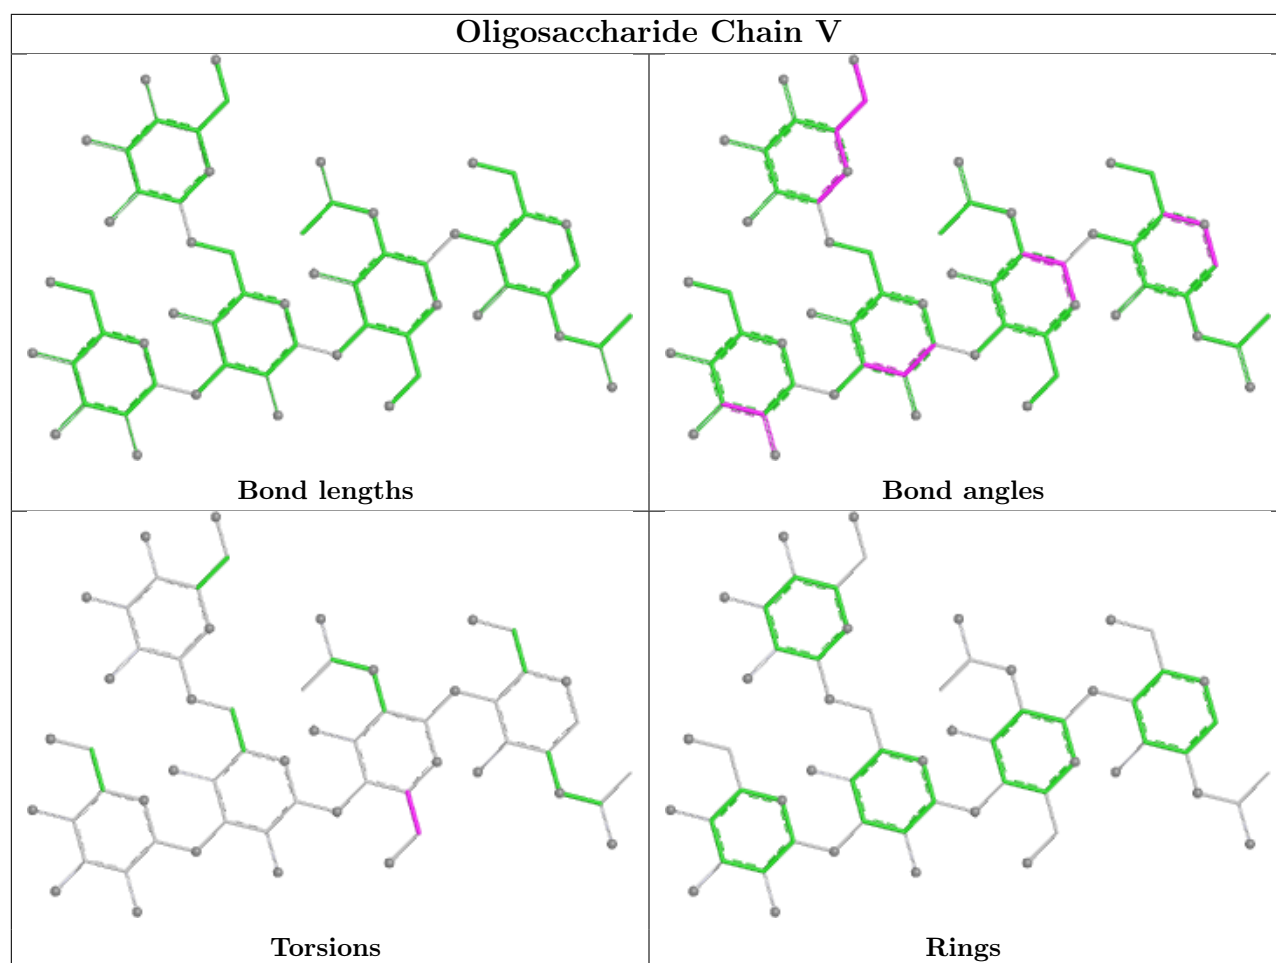 Oligosaccharide Chain V
Bond lengths
Bond angles
Torsions
Rings